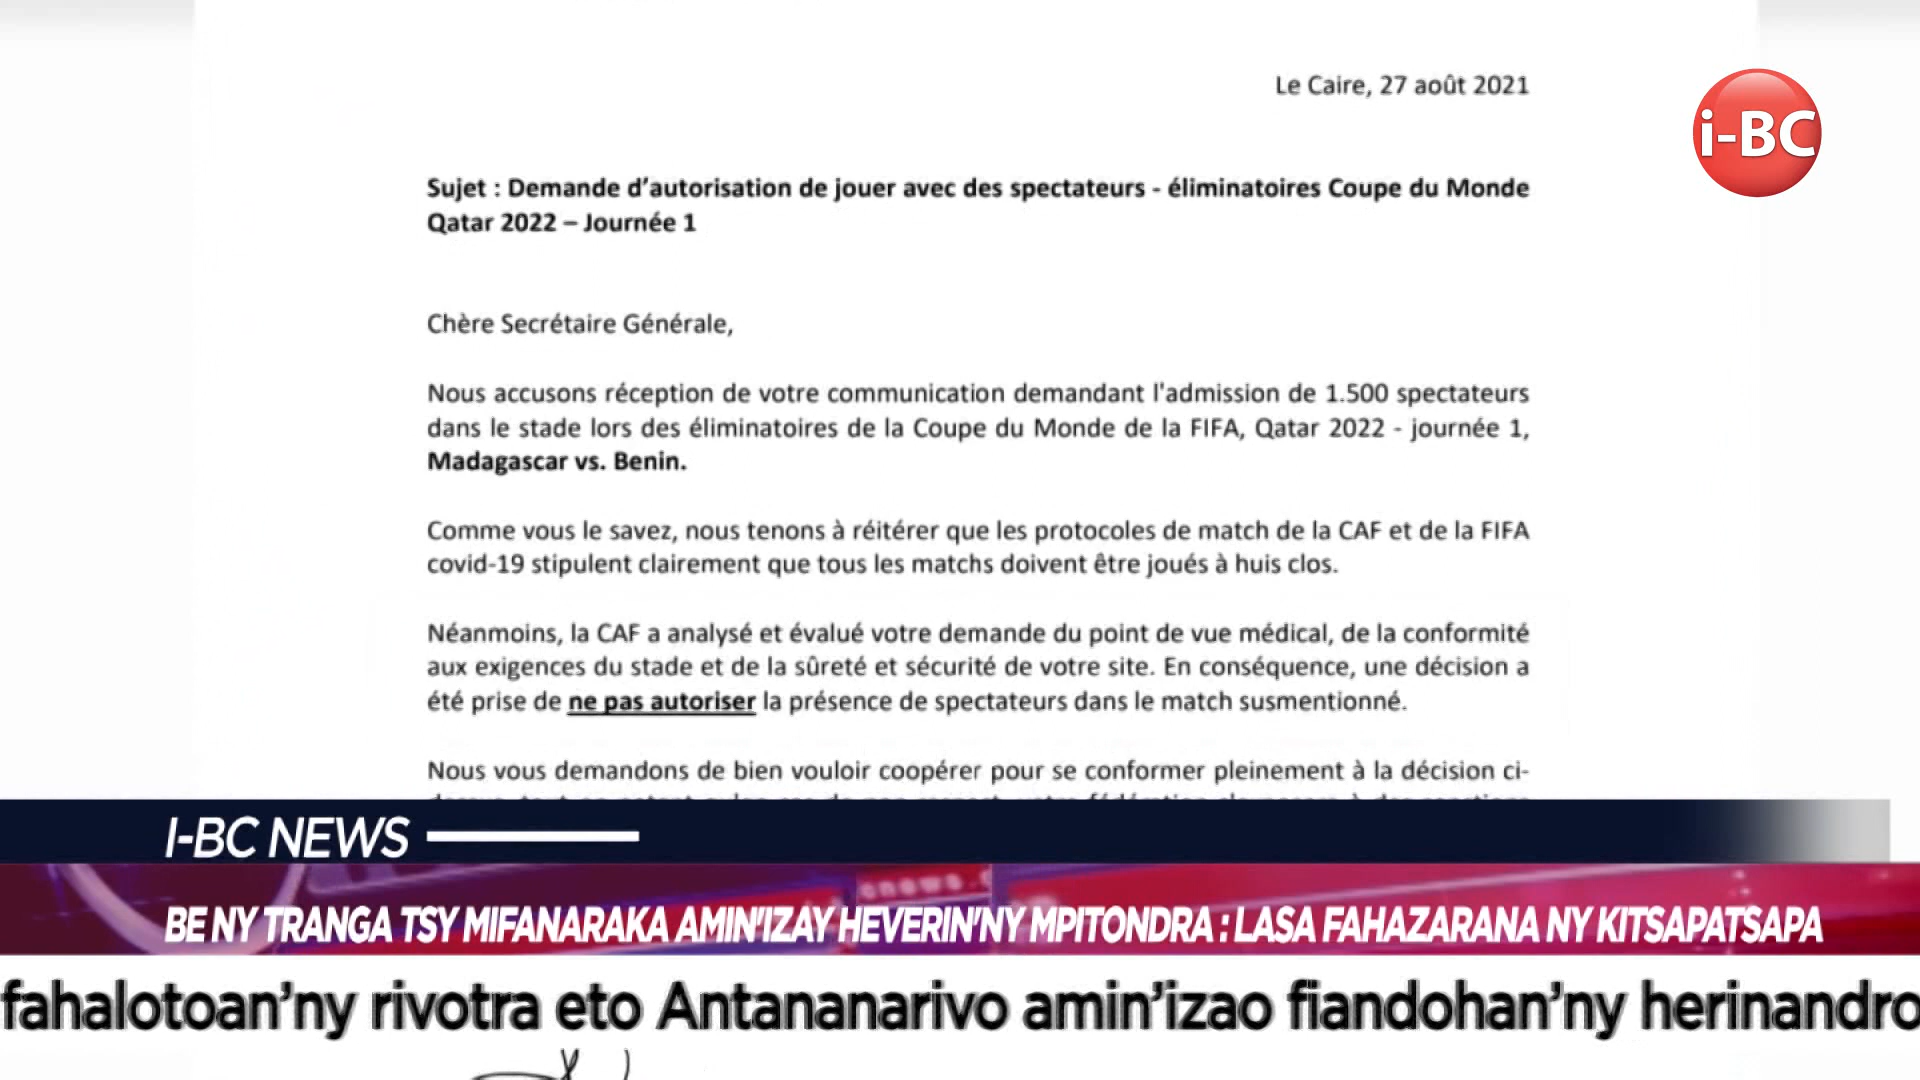 Le Caire, 27 août 2021
i-BC
Sujet : Demande d’autorisation de jouer avec des spectateurs - éliminatoires Coupe du Monde
Qatar 2022 – Journée 1
Chère Secrétaire Générale,
Nous accusons réception de votre communication demandant l'admission de 1.500 spectateurs
dans le stade lors des éliminatoires de la Coupe du Monde de la FIFA, Qatar 2022 - journée 1,
Madagascar vs. Benin.
Comme vous le savez, nous tenons à réitérer que les protocoles de match de la CAF et de la FIFA
covid-19 stipulent clairement que tous les matchs doivent être joués à huis clos.
Néanmoins, la CAF a analysé et évalué votre demande du point de vue médical, de la conformité
aux exigences du stade et de la sûreté et sécurité de votre site. En conséquence, une décision a
été prise de ne pas autoriser la présence de spectateurs dans le match susmentionné.
Nous vous demandons de bien vouloir coopérer pour se conformer pleinement à la décision ci-
I-BC NEWS
BE NY TRANGA TSY MIFANARAKA AMIN'IZAY HEVERIN'NY MPITONDRA : LASA FAHAZARANA NY KITSAPATSAPA
fahalotoan’ny rivotra eto Antananarivo amin’izao fiandohan’ny herinandro